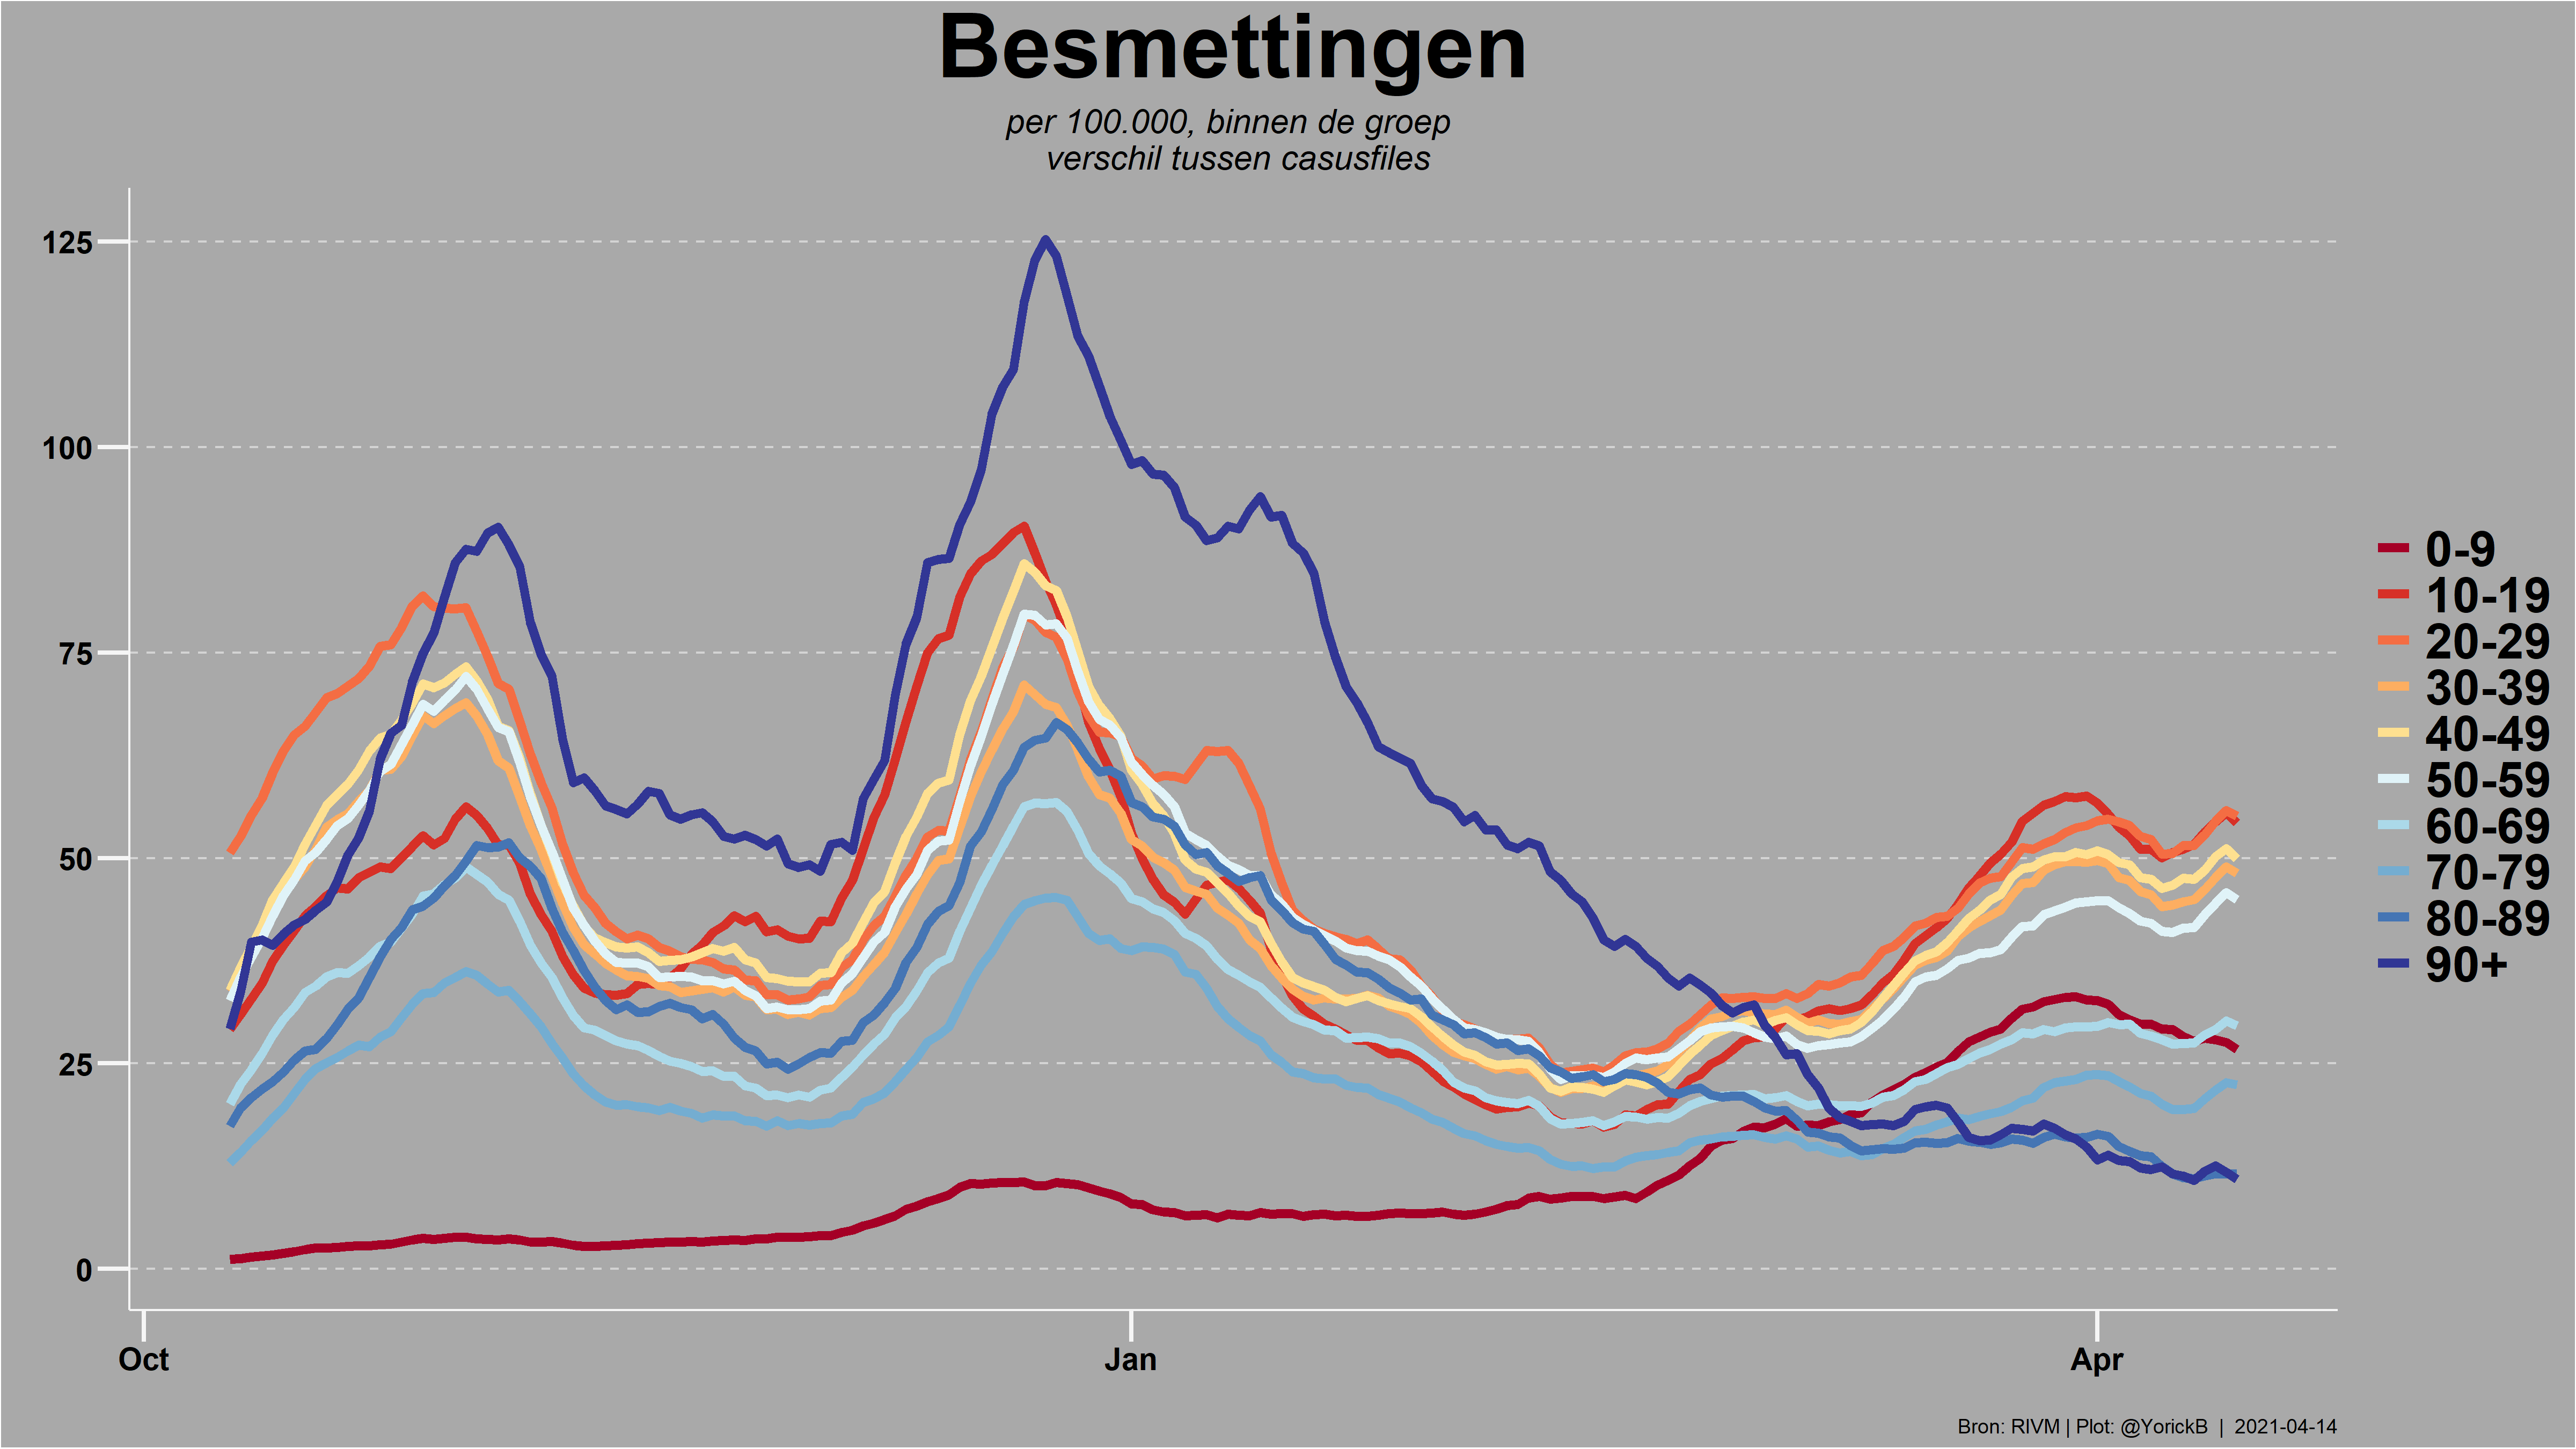 Besmettingen
per 100.000, binnen de groep
verschil tussen casusfiles
125
100
75
50
25
0
Oct
Jan
Apr
0-9
10-19
20-29
30-39
40-49
50-59
60-69
70-79
80-89
90+
Bron: RIVM | Plot: @YorickB | 2021-04-14